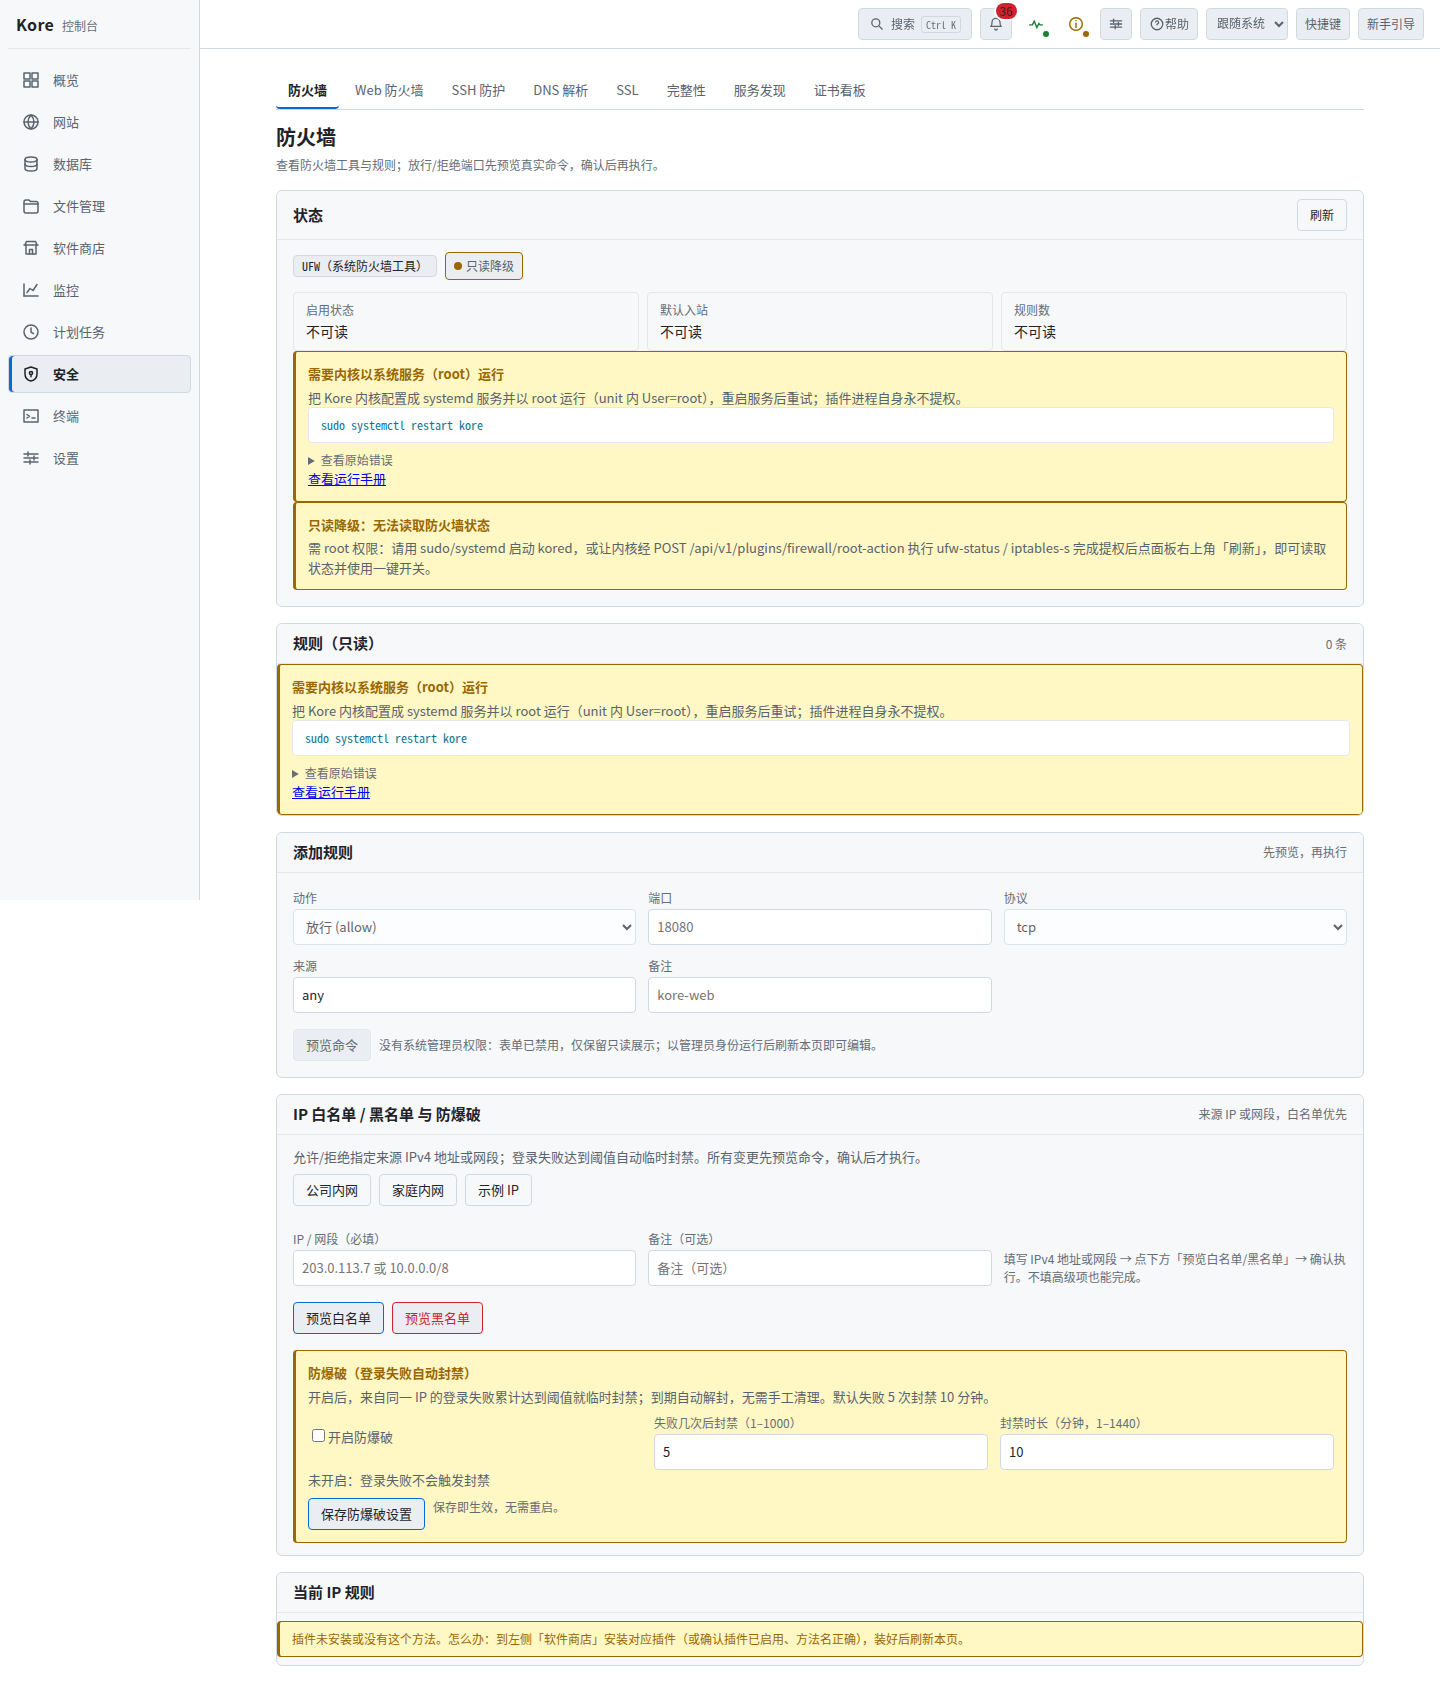 Kore 控制台
搜索 Ctrl K
36
帮助
跟随系统
快捷键
新手引导
概览
网站
数据库
文件管理
软件商店
监控
计划任务
安全
终端
设置
防火墙 Web 防火墙 SSH 防护 DNS 解析 SSL 完整性 服务发现 证书看板
防火墙
查看防火墙工具与规则；放行/拒绝端口先预览真实命令，确认后再执行。
状态
刷新
UFW（系统防火墙工具） 只读降级
启用状态
不可读
默认入站
不可读
规则数
不可读
需要内核以系统服务（root）运行
把 Kore 内核配置成 systemd 服务并以 root 运行（unit 内 User=root），重启服务后重试；插件进程自身永不提权。
sudo systemctl restart kore
查看原始错误
查看运行手册
只读降级：无法读取防火墙状态
需 root 权限：请用 sudo/systemd 启动 kored，或让内核经 POST /api/v1/plugins/firewall/root-action 执行 ufw-status / iptables-s 完成提权后点面板右上角「刷新」，即可读取
状态并使用一键开关。
规则（只读）
0 条
需要内核以系统服务（root）运行
把 Kore 内核配置成 systemd 服务并以 root 运行（unit 内 User=root），重启服务后重试；插件进程自身永不提权。
sudo systemctl restart kore
查看原始错误
查看运行手册
添加规则
先预览，再执行
动作 端口 协议
放行 (allow) 18080 tcp
来源 备注
any kore-web
预览命令 没有系统管理员权限：表单已禁用，仅保留只读展示；以管理员身份运行后刷新本页即可编辑。
IP 白名单 / 黑名单 与 防爆破
来源 IP 或网段，白名单优先
允许/拒绝指定来源 IPv4 地址或网段；登录失败达到阈值自动临时封禁。所有变更先预览命令，确认后才执行。
公司内网 家庭内网 示例 IP
IP / 网段（必填） 备注（可选）
203.0.113.7 或 10.0.0.0/8 备注（可选）
填写 IPv4 地址或网段 → 点下方「预览白名单/黑名单」→ 确认执
行。不填高级项也能完成。
预览白名单 预览黑名单
防爆破（登录失败自动封禁）
开启后，来自同一 IP 的登录失败累计达到阈值就临时封禁；到期自动解封，无需手工清理。默认失败 5 次封禁 10 分钟。
开启防爆破
失败几次后封禁（1–1000）
5
封禁时长（分钟，1–1440）
10
未开启：登录失败不会触发封禁
保存防爆破设置 保存即生效，无需重启。
当前 IP 规则
插件未安装或没有这个方法。怎么办：到左侧「软件商店」安装对应插件（或确认插件已启用、方法名正确），装好后刷新本页。